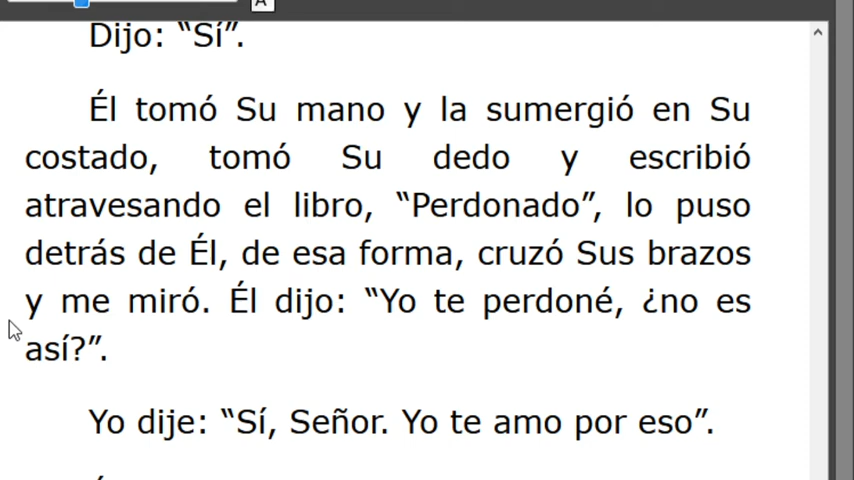 A
Dijo: “Sí”.
Él tomó Su mano y la sumergió en Su
costado, tomó Su dedo y escribió
atravesando el libro, “Perdonado”, lo puso
detrás de Él, de esa forma, cruzó Sus brazos
y me miró. Él dijo: “Yo te perdoné, ¿no es
así?”.
Yo dije: “Sí, Señor. Yo te amo por eso”.